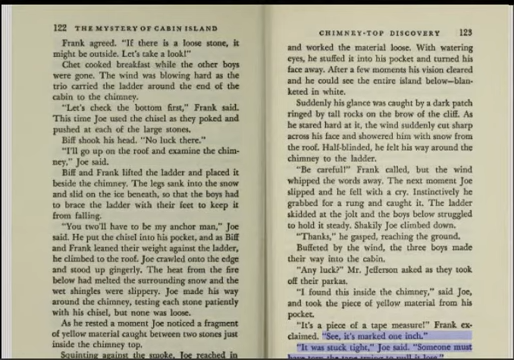 122 THE MYSTERY OF CABIN ISLAND
Frank agreed. "If there is a loose stone, it
might be outside. Let's take a look!"
Chet cooked breakfast while the other boys
were gone. The wind was blowing hard as the
trio carried the ladder around the end of the
cabin to the chimney.
"Let's check the bottom first," Frank said.
This time Joe used the chisel as they poked and
pushed at each of the large stones.
Biff shook his head. "No luck there."
"I'll go up on the roof and examine the chim-
ney," Joe said.
Biff and Frank lifted the ladder and placed it
beside the chimney. The legs sank into the snow
and slid on the ice beneath, so that the boys had
to brace the ladder with their feet to keep it
from falling.
"You two'll have to be my anchor man," Joe
said. He put the chisel into his pocket, and as Biff
and Frank leaned their weight against the ladder,
he climbed to the roof. Joe crawled onto the edge
and stood up gingerly. The heat from the fire
below had melted the surrounding snow and the
wet shingles were slippery. Joe made his way
around the chimney, testing each stone patiently
with his chisel, but none was loose.
As he rested a moment Joe noticed a fragment
of yellow material caught between two stones just
inside the chimney top.
Squinting against the smoke, Joe reached in
CHIMNEY-TOP DISCOVERY 123
and worked the material loose. With watering
eyes, he stuffed it into his pocket and turned his
face away. After a few moments his vision cleared
and he could see the entire island below—blan-
keted in white.
Suddenly his glance was caught by a dark patch
ringed by tall rocks on the brow of the cliff. As
he stared hard at it, the wind suddenly cut sharp
across his face and showered him with snow from
the roof. Half-blinded, he felt his way around the
chimney to the ladder.
"Be careful!" Frank called, but the wind
whipped the words away. The next moment Joe
slipped and fell with a cry. Instinctively he
grabbed for a rung and caught it. The ladder
skidded at the jolt and the boys below struggled
to hold it steady. Shakily Joe climbed down.
"Thanks," he gasped, reaching the ground.
Buffeted by the wind, the three boys made
their way into the cabin.
"Any luck?" Mr. Jefferson asked as they took
off their parkas.
"I found this inside the chimney," said Joe,
and took the piece of yellow material from his
pocket.
"It's a piece of a tape measure!" Frank ex-
claimed. "See, it's marked one inch."
"It was stuck tight," Joe said. "Someone must
have torn the tape trying to pull it loose."